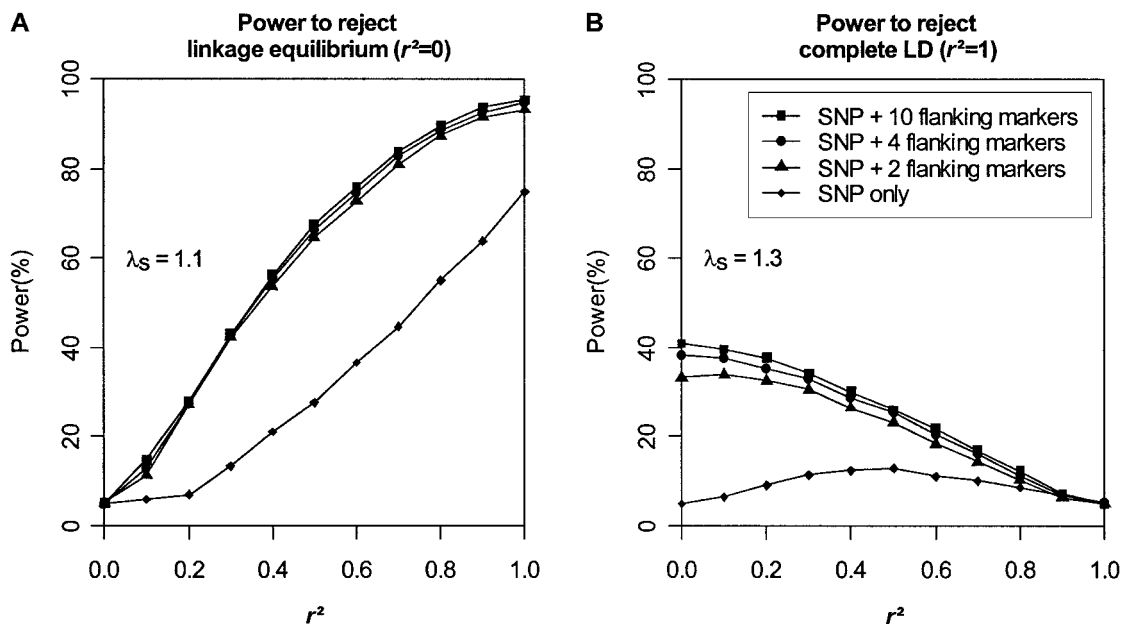 A
Power to reject
linkage equilibrium (r²=0)
Power(%)
100
80
60
40
20
0
λS = 1.1
0.0 0.2 0.4 0.6 0.8 1.0
r²
B
Power to reject
complete LD (r²=1)
Power(%)
100
80
60
40
20
0
SNP + 10 flanking markers
SNP + 4 flanking markers
SNP + 2 flanking markers
SNP only
λS = 1.3
0.0 0.2 0.4 0.6 0.8 1.0
r²